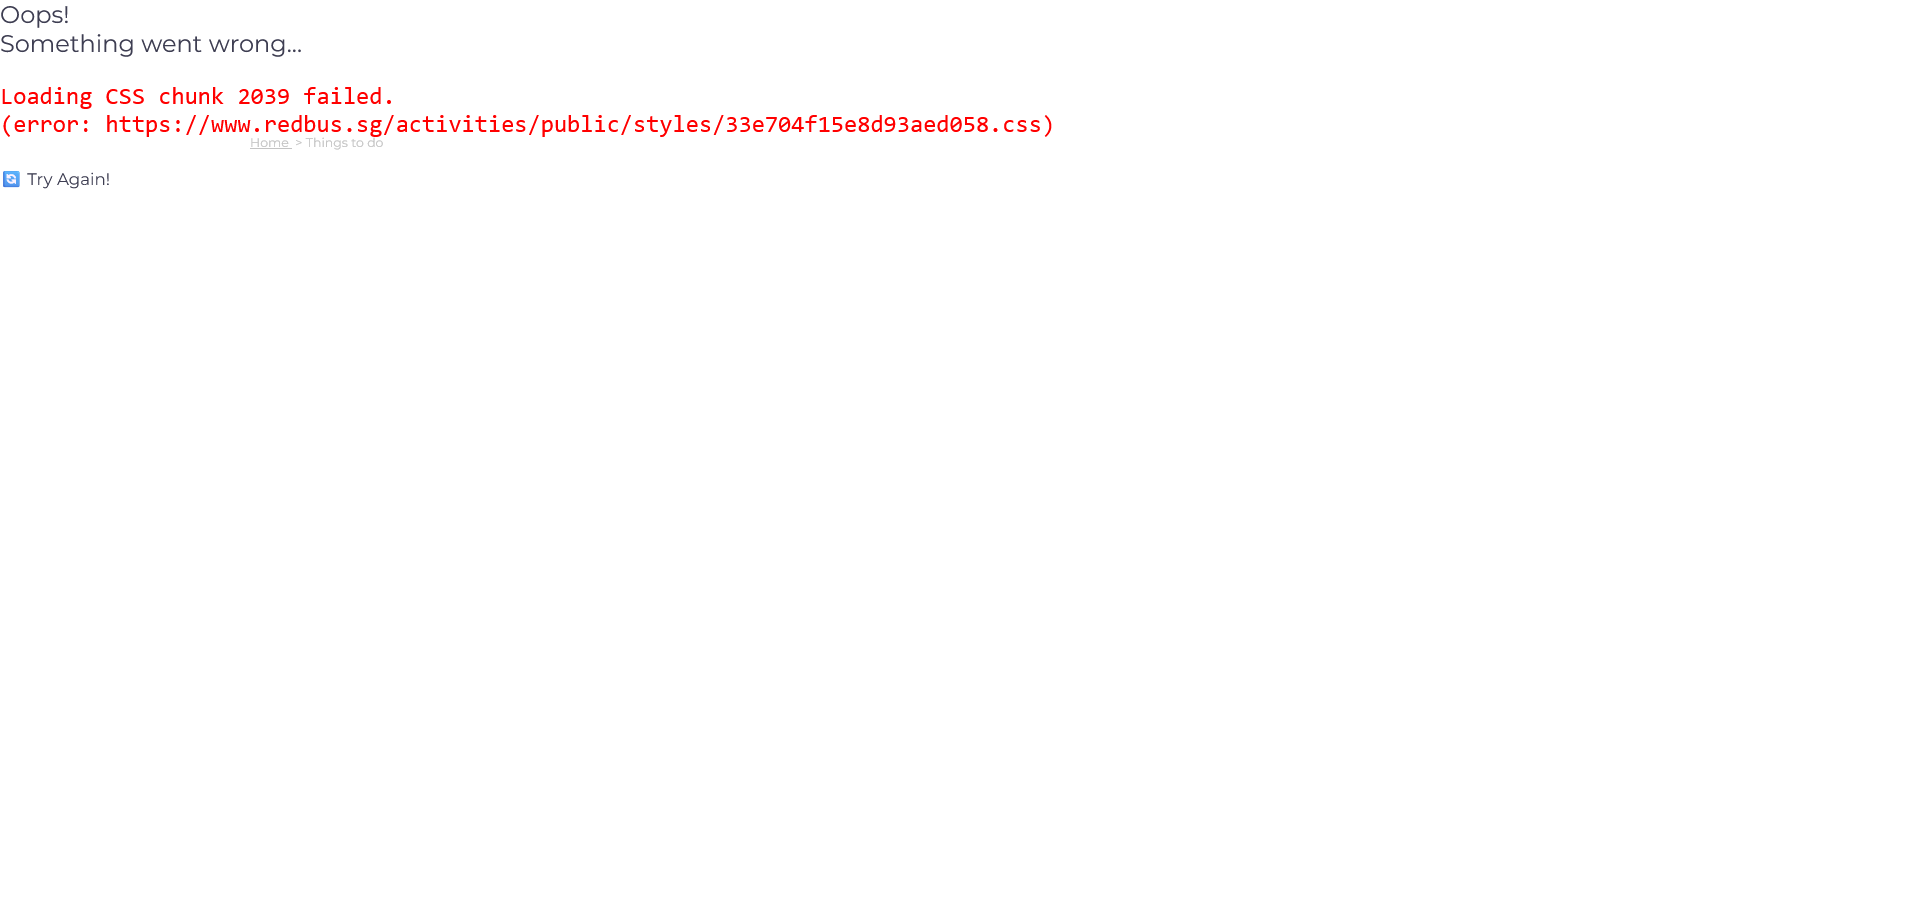 Oops!
Something went wrong...
Loading CSS chunk 2039 failed.
(error: https://www.redbus.sg/activities/public/styles/33e704f15e8d93aed058.css)
Home > Things to do
Try Again!